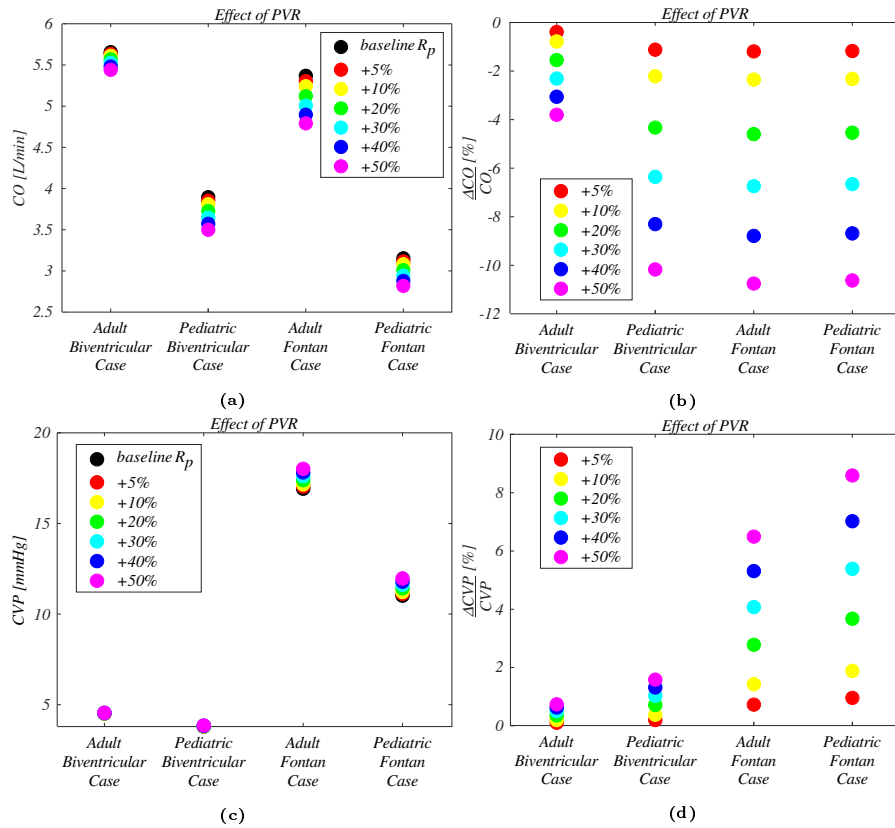 Effect of PVR
6
5.5
5
4.5
4
3.5
3
2.5
CO [L/min]
baseline Rp
+5%
+10%
+20%
+30%
+40%
+50%
Adult Biventricular Case
Pediatric Biventricular Case
Adult Fontan Case
Pediatric Fontan Case
(a)
Effect of PVR
0
-2
-4
-6
-8
-10
-12
ΔCO [%]
CO
+5%
+10%
+20%
+30%
+40%
+50%
Adult Biventricular Case
Pediatric Biventricular Case
Adult Fontan Case
Pediatric Fontan Case
(b)
Effect of PVR
20
15
10
5
CVP [mmHg]
baseline Rp
+5%
+10%
+20%
+30%
+40%
+50%
Adult Biventricular Case
Pediatric Biventricular Case
Adult Fontan Case
Pediatric Fontan Case
(c)
Effect of PVR
10
8
6
4
2
0
ΔCVP [%]
CVP
+5%
+10%
+20%
+30%
+40%
+50%
Adult Biventricular Case
Pediatric Biventricular Case
Adult Fontan Case
Pediatric Fontan Case
(d)